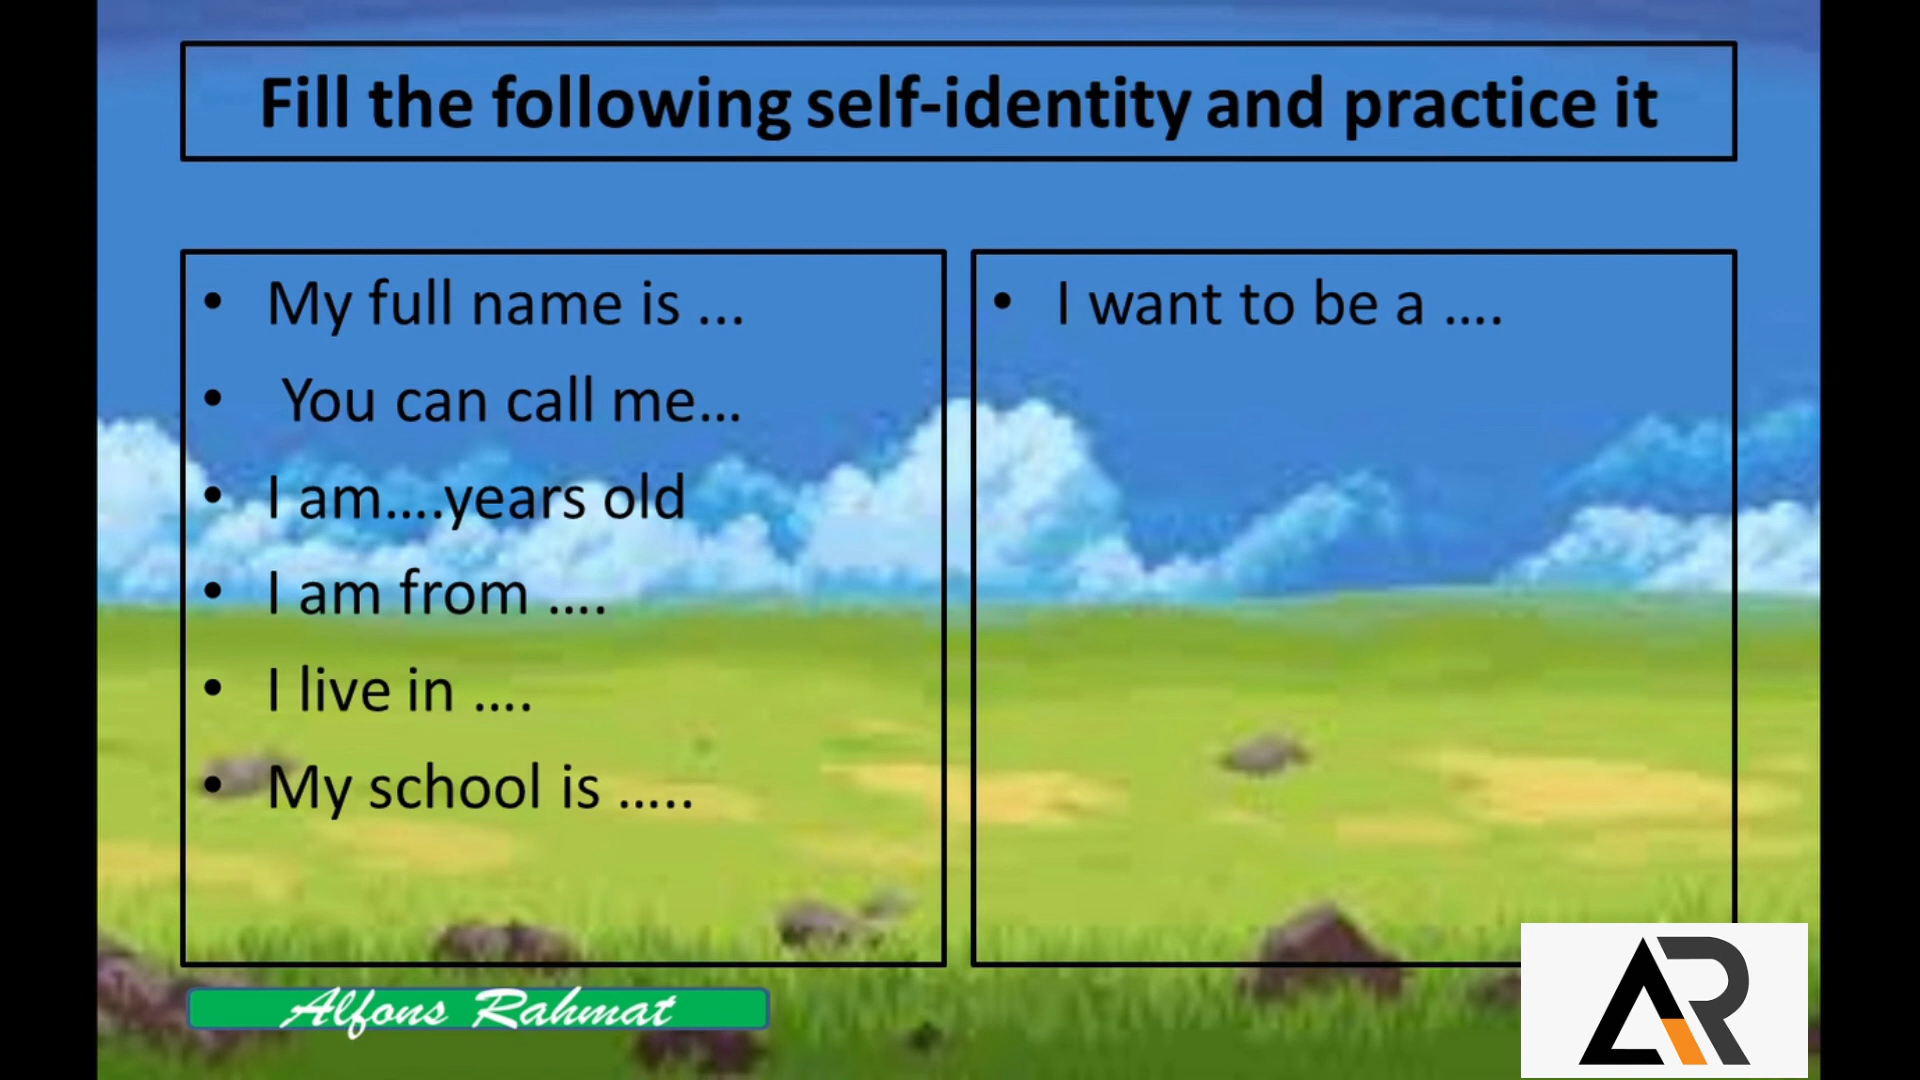 Fill the following self-identity and practice it
• My full name is ...
• You can call me...
• I am....years old
• I am from ....
• I live in ....
• My school is .....
• I want to be a ....
Alfons Rahmat
AR